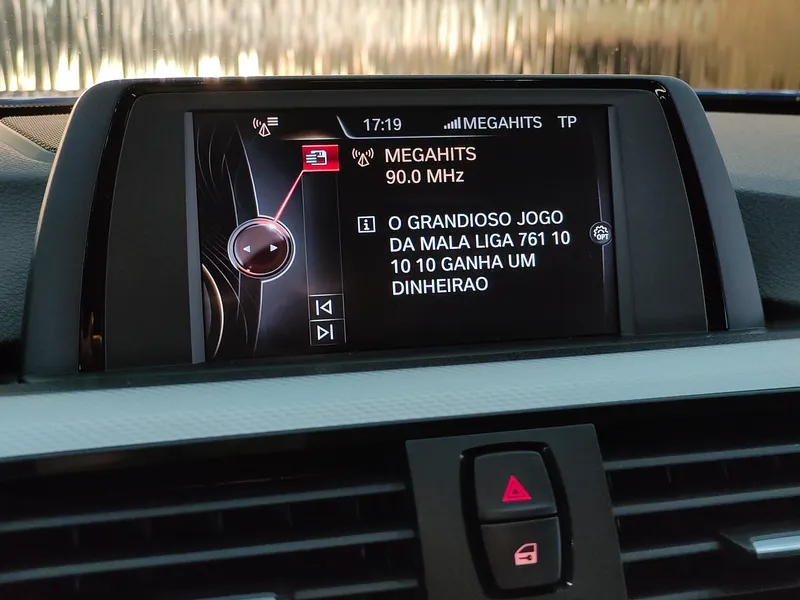 17:19 MEGAHITS TP
MEGAHITS
90.0 MHz
O GRANDIOSO JOGO
DA MALA LIGA 761 10
10 10 GANHA UM
DINHEIRAO
OPT